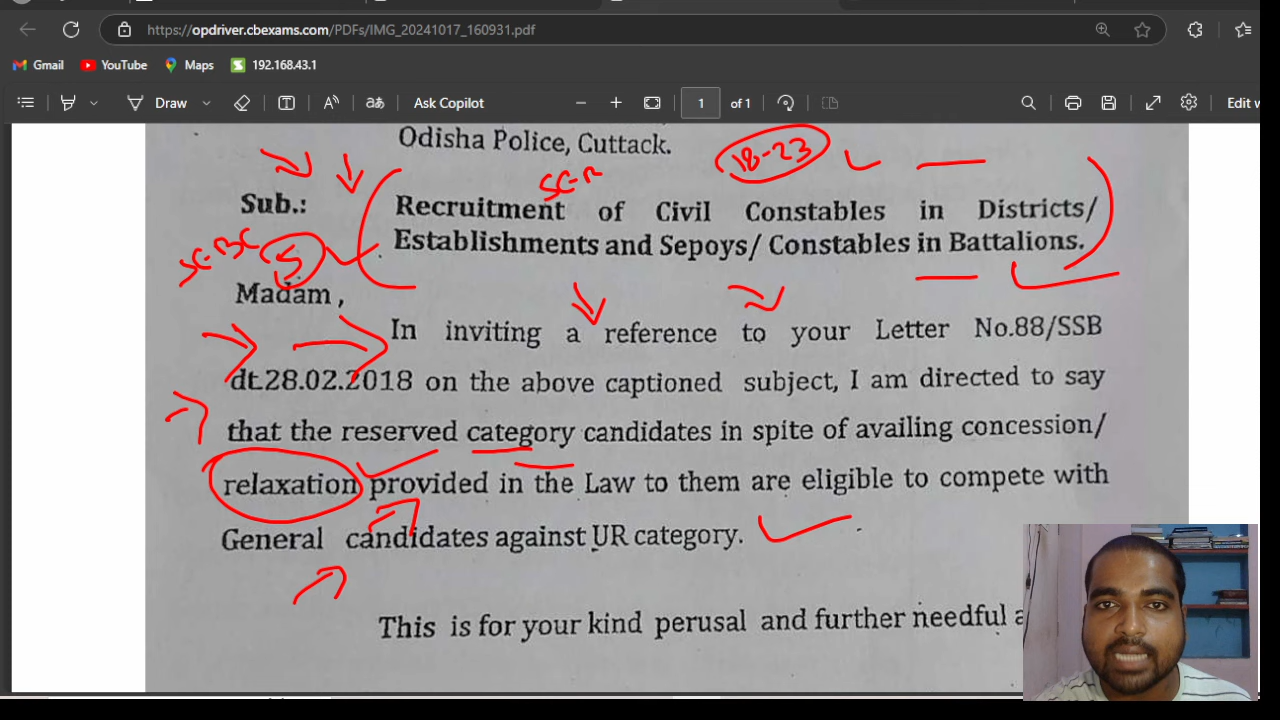 https://opdriver.cbexams.com/PDFs/IMG_20241017_160931.pdf
Gmail YouTube Maps 192.168.43.1
Draw aあ Ask Copilot 1 of 1 Edit
Odisha Police, Cuttack.
18-23
Sub.: Recruitment of Civil Constables in Districts/
Establishments and Sepoys/ Constables in Battalions.
5
Madam,
In inviting a reference to your Letter No.88/SSB
dt.28.02.2018 on the above captioned subject, I am directed to say
that the reserved category candidates in spite of availing concession/
relaxation provided in the Law to them are eligible to compete with
General candidates against UR category.
This is for your kind perusal and further needful